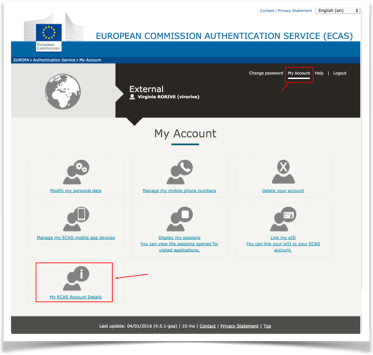 Contact | Privacy Statement English (en)
European
Commission
EUROPEAN COMMISSION AUTHENTICATION SERVICE (ECAS)
EUROPA > Authentication Service > My Account
Change password My Account Help | Logout
External
Virginie RORIVE (virorive)
My Account
Modify my personal data
Manage my mobile phone numbers
Delete your account
Manage my ECAS mobile app devices
Display my sessions
You can view the sessions opened for
visited applications.
Link my eID
You can link your eID to your ECAS
account.
My ECAS Account Details
Last update: 04/01/2016 (4.5.1-gsa) | 10 ms | Contact | Privacy Statement | Top